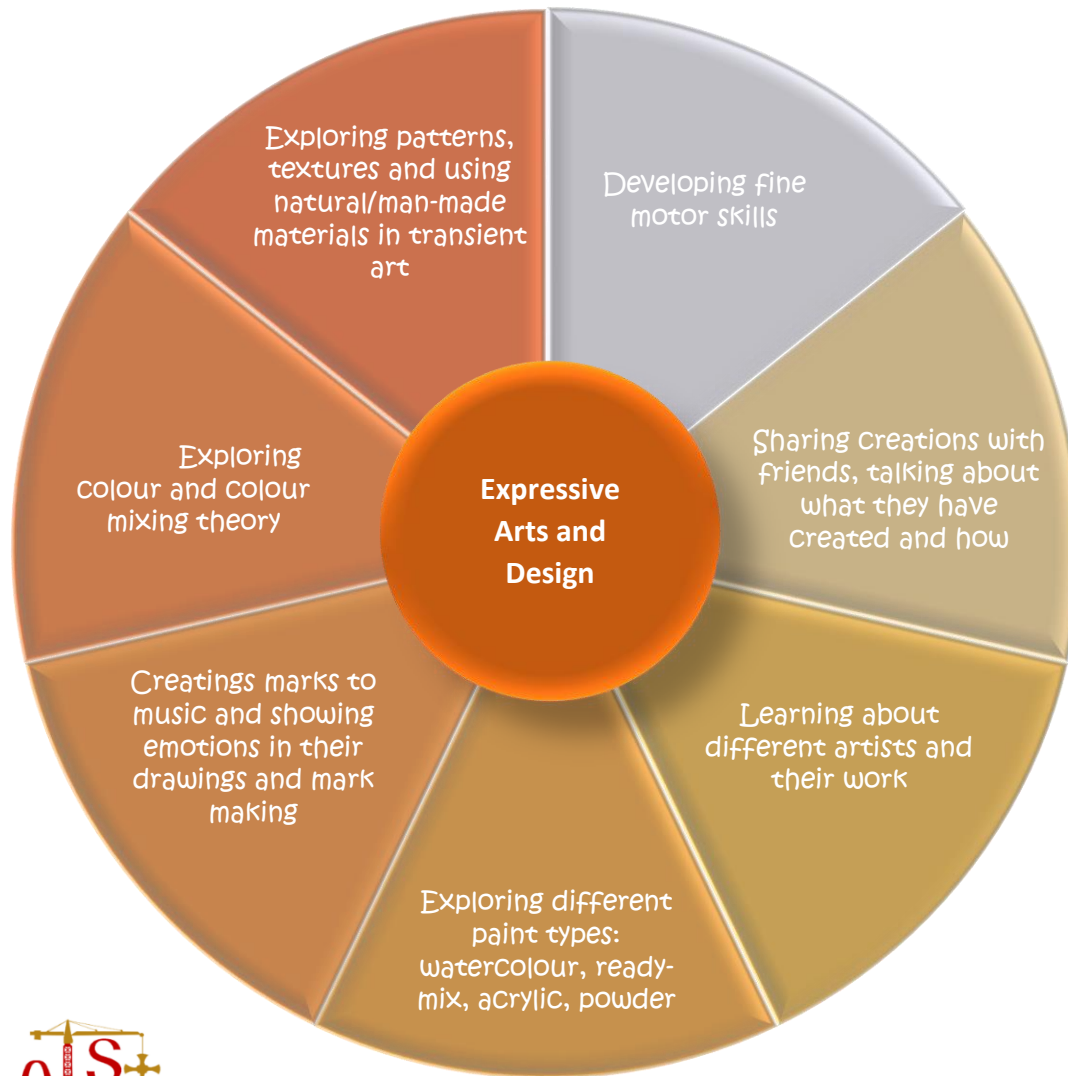 Exploring patterns,
textures and using
natural/man-made
materials in transient
art
Developing fine
motor skills
Sharing creations with
friends, talking about
what they have
created and how
Learning about
different artists and
their work
Exploring different
paint types:
watercolour, ready-
mix, acrylic, powder
Creatings marks to
music and showing
emotions in their
drawings and mark
making
Exploring
colour and colour
mixing theory
Expressive
Arts and
Design